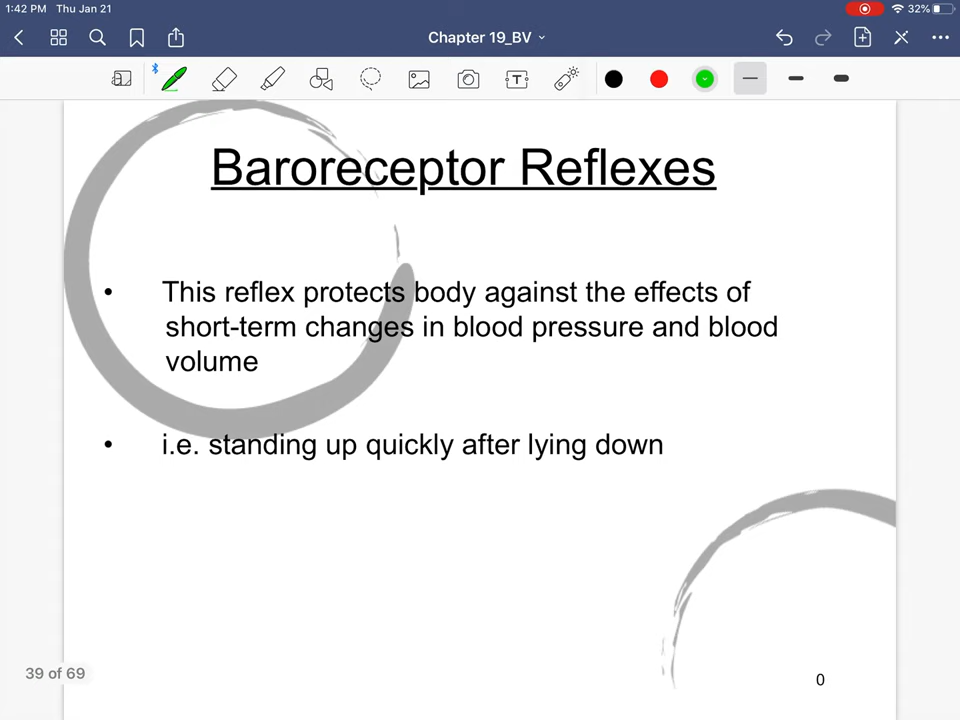 1:42 PM Thu Jan 21
32%
Chapter 19_BV
T
Baroreceptor Reflexes
• This reflex protects body against the effects of
short-term changes in blood pressure and blood
volume
• i.e. standing up quickly after lying down
39 of 69
0